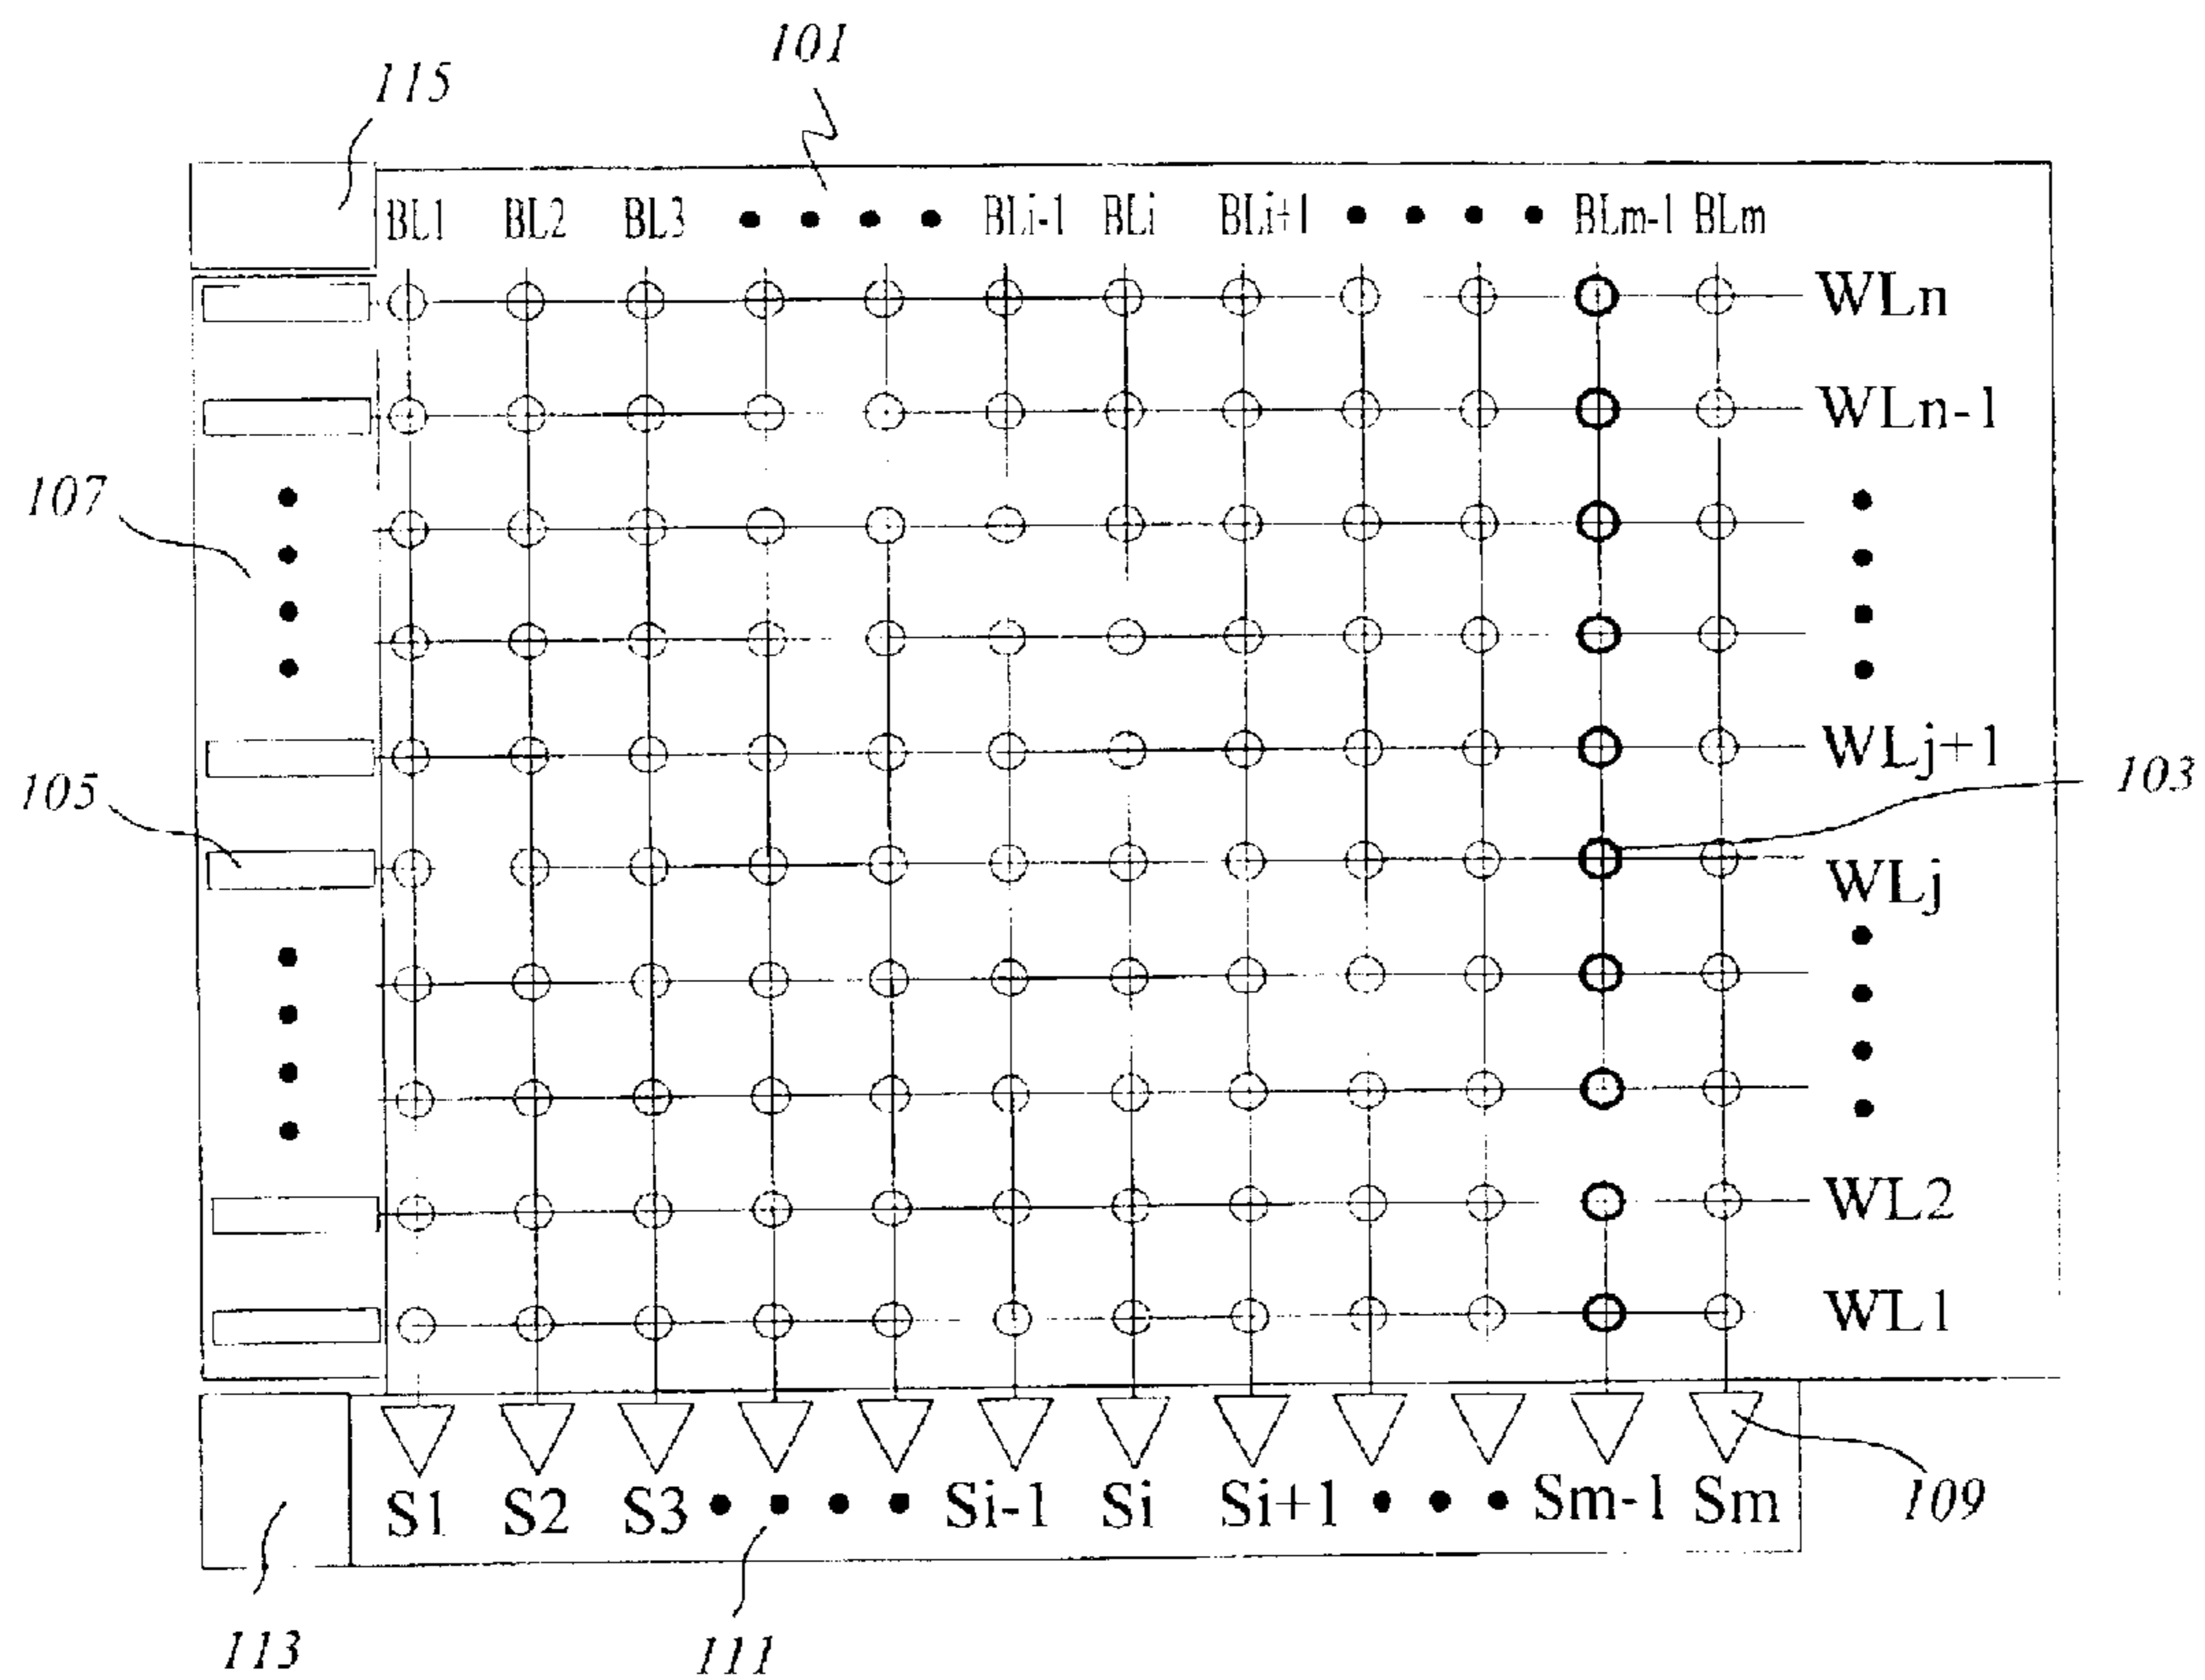 101
115
BL1 BL2 BL3 • • • • BLi-1 BLi BLi+1 • • • • BLm-1 BLm
WLn
WLn-1
107
WLj+1
103
105
WLj
WL2
WL1
S1 S2 S3 • • • • Si-1 Si Si+1 • • • Sm-1 Sm
109
113
111